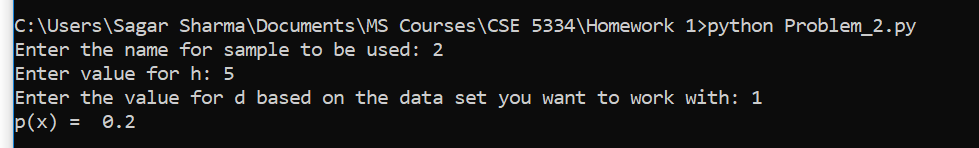 C:\Users\Sagar Sharma\Documents\MS Courses\CSE 5334\Homework 1>python Problem_2.py
Enter the name for sample to be used: 2
Enter value for h: 5
Enter the value for d based on the data set you want to work with: 1
p(x) =  0.2